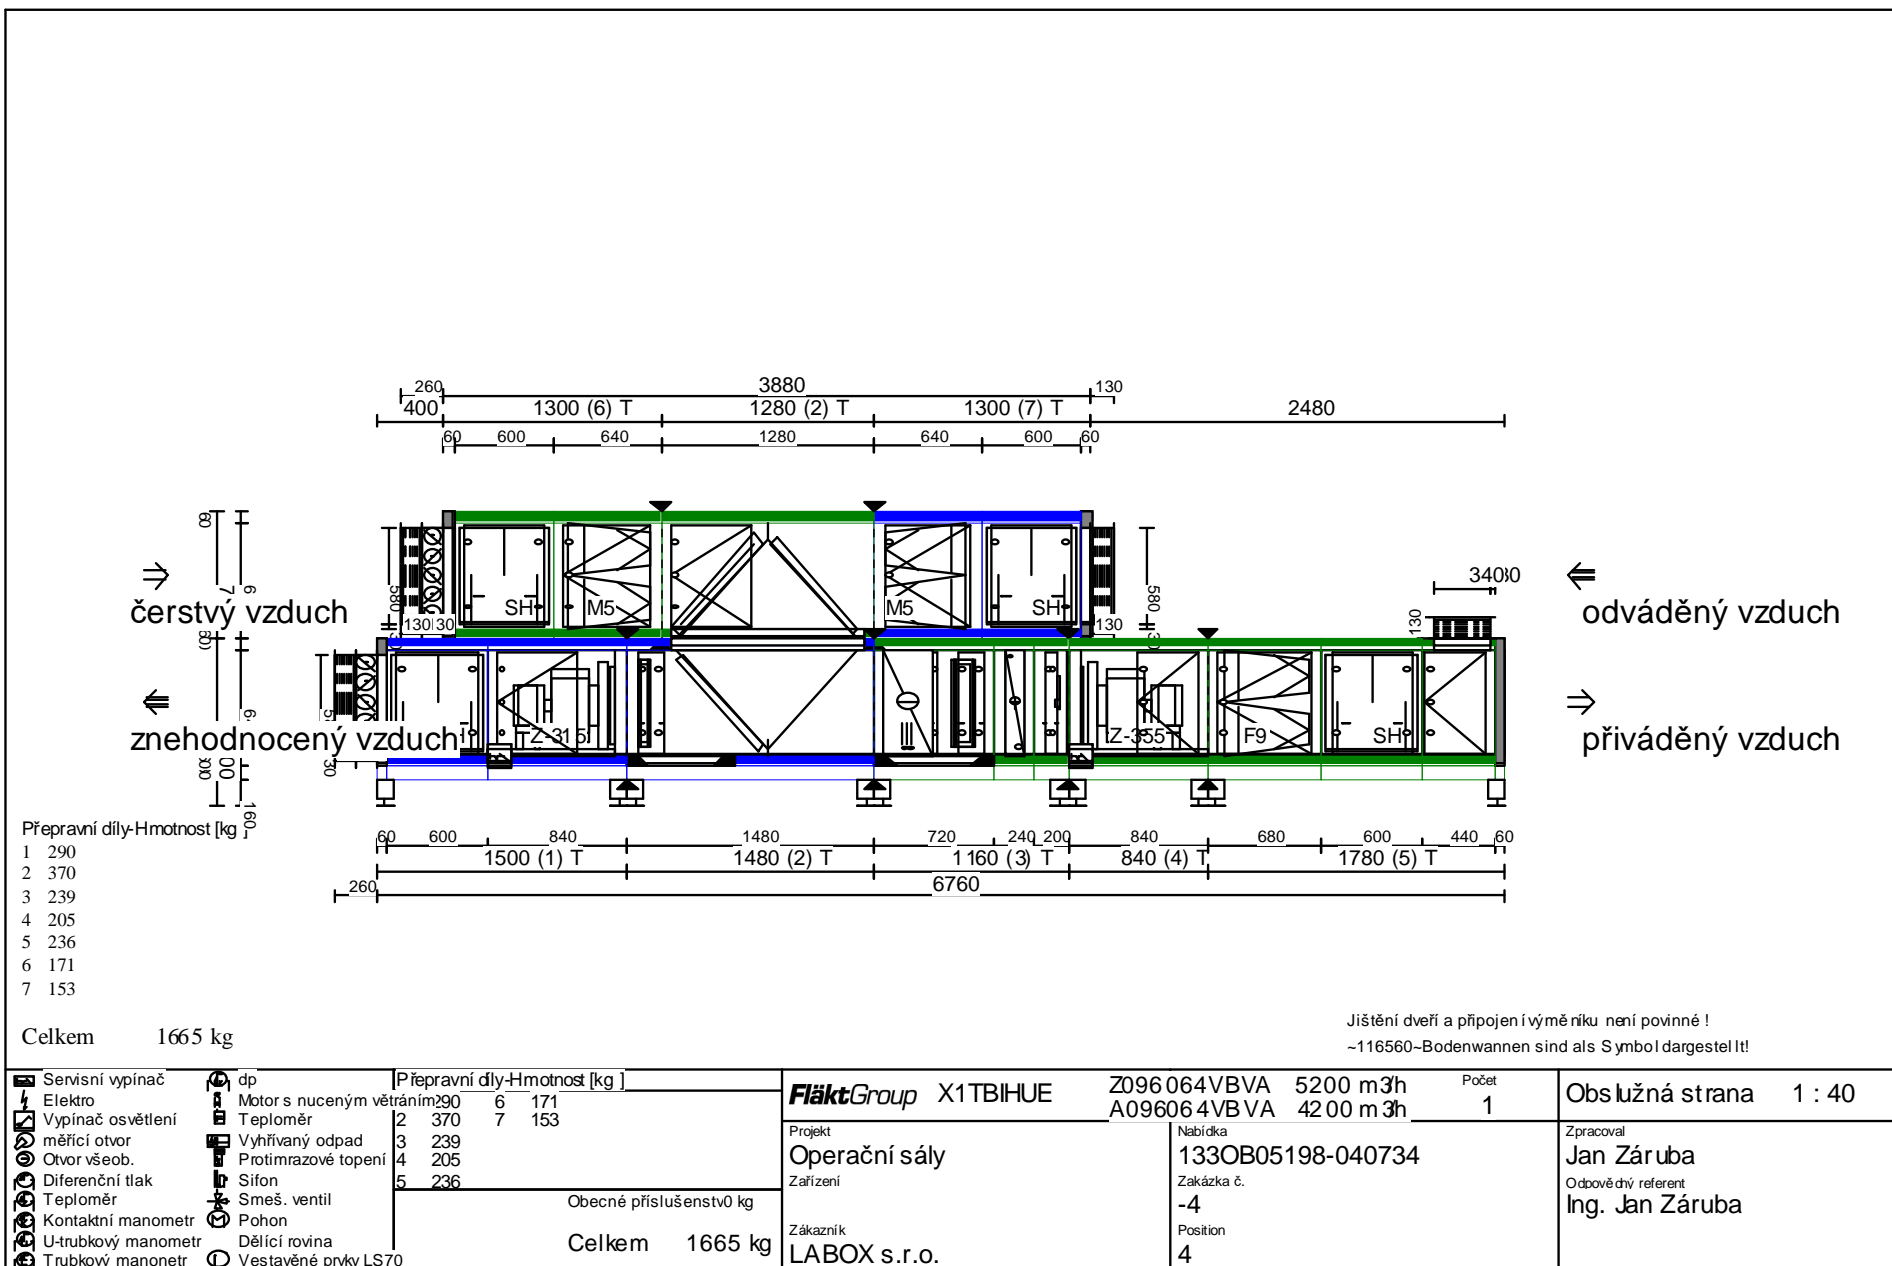 260 3880 130
400 1300 (6) T 1280 (2) T 1300 (7) T 2480
60 600 640 1280 640 600 60
60
580 580
čerstvý vzduch
SH M5 M5 SH
340
130
odváděný vzduch
130 130
znehodnocený vzduch
F9 SH
přiváděný vzduch
160
60 600 840 1480 720 240 200 840 680 600 440 60
1500 (1) T 1480 (2) T 1160 (3) T 840 (4) T 1780 (5) T
260 6760
Přepravní díly-Hmotnost [kg
1 290
2 370
3 239
4 205
5 236
6 171
7 153
Celkem 1665 kg
Jištění dveří a připojení výměníku není povinné !
~116560~Bodenwannen sind als Symbol dargestellt!
Servisní vypínač
Elektro
Vypínač osvětlení
měřící otvor
Otvor všeob.
Diferenční tlak
Teploměr
Kontaktní manometr
U-trubkový manometr
Trubkový manonetr
dp
Motor s nuceným větráním
Teploměr
Vyhřívaný odpad
Protimrazové topení
Sifon
Smeš. ventil
Pohon
Dělící rovina
Vestavěné prvky LS70
Přepravní díly-Hmotnost [kg ]
290 6 171
2 370 7 153
3 239
4 205
5 236
Obecné příslušenství0 kg
Celkem 1665 kg
FläktGroup X1TBIHUE
Z096064VBVA 5200 m3/h
A096064VBVA 4200 m3/h
Počet
1
Obslužná strana 1 : 40
Projekt
Operační sály
Zařízení
Zákazník
LABOX s.r.o.
Nabídka
133OB05198-040734
Zakázka č.
-4
Position
4
Zpracoval
Jan Záruba
Odpovědný referent
Ing. Jan Záruba